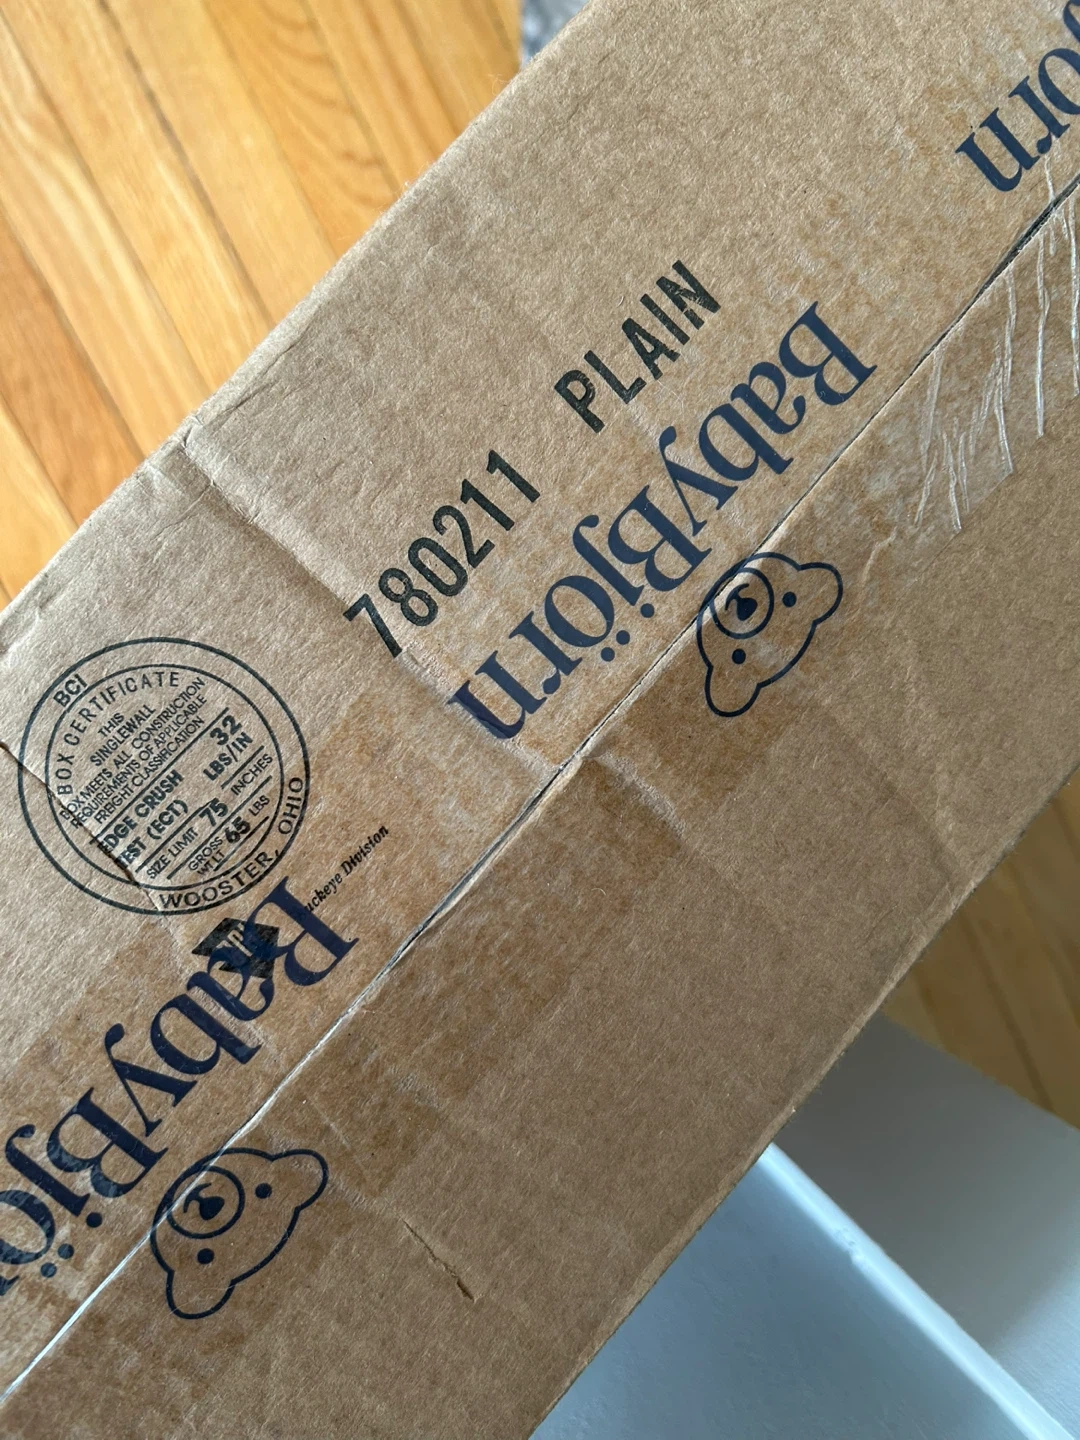 780211 PLAIN
BCI
BOX CERTIFICATE
THIS
SINGLEWALL
BOX MEETS ALL CONSTRUCTION
REQUIREMENTS OF APPLICABLE
FREIGHT CLASSIFICATION
EDGE CRUSH
TEST (ECT) 32 LBS/IN
SIZE LIMIT 75 INCHES
GROSS
WT LT 65 LBS
WOOSTER, OHIO
Buckeye Division
BabyBjörn
BabyBjörn
björn